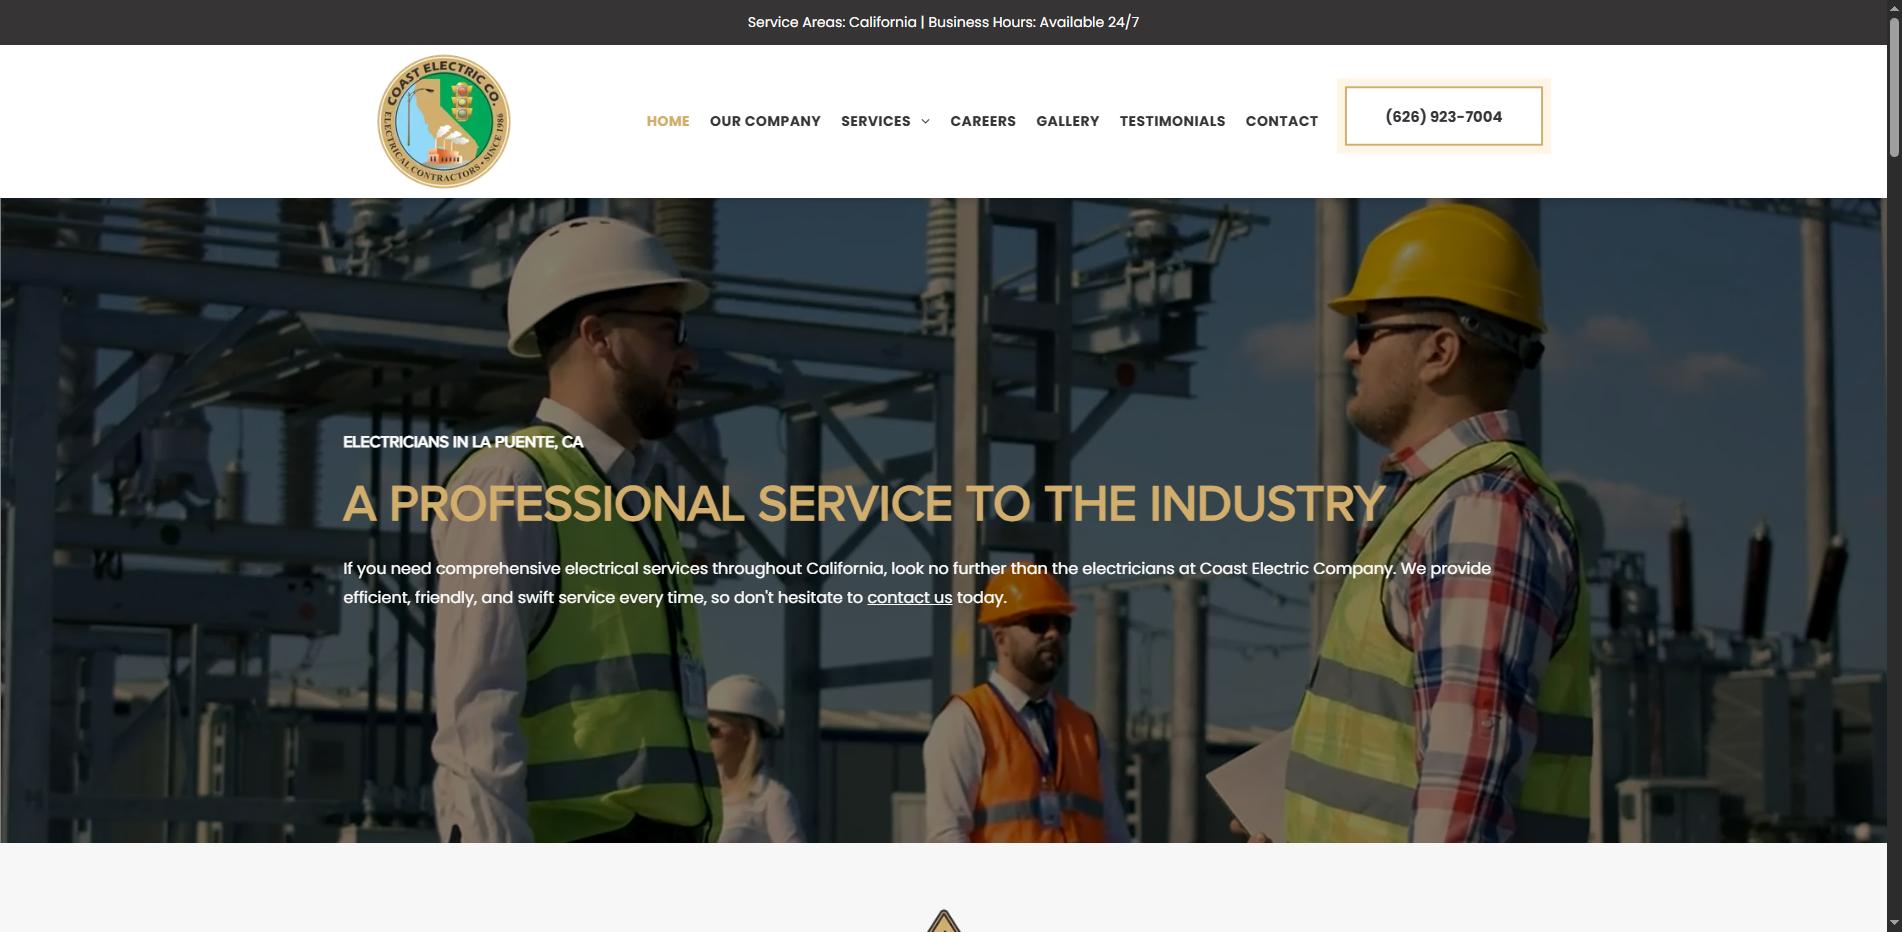 Service Areas: California | Business Hours: Available 24/7
COAST ELECTRIC CO.
ELECTRICAL CONTRACTORS • SINCE 1986
HOME OUR COMPANY SERVICES CAREERS GALLERY TESTIMONIALS CONTACT
(626) 923-7004
ELECTRICIANS IN LA PUENTE, CA
A PROFESSIONAL SERVICE TO THE INDUSTRY
If you need comprehensive electrical services throughout California, look no further than the electricians at Coast Electric Company. We provide
efficient, friendly, and swift service every time, so don't hesitate to contact us today.